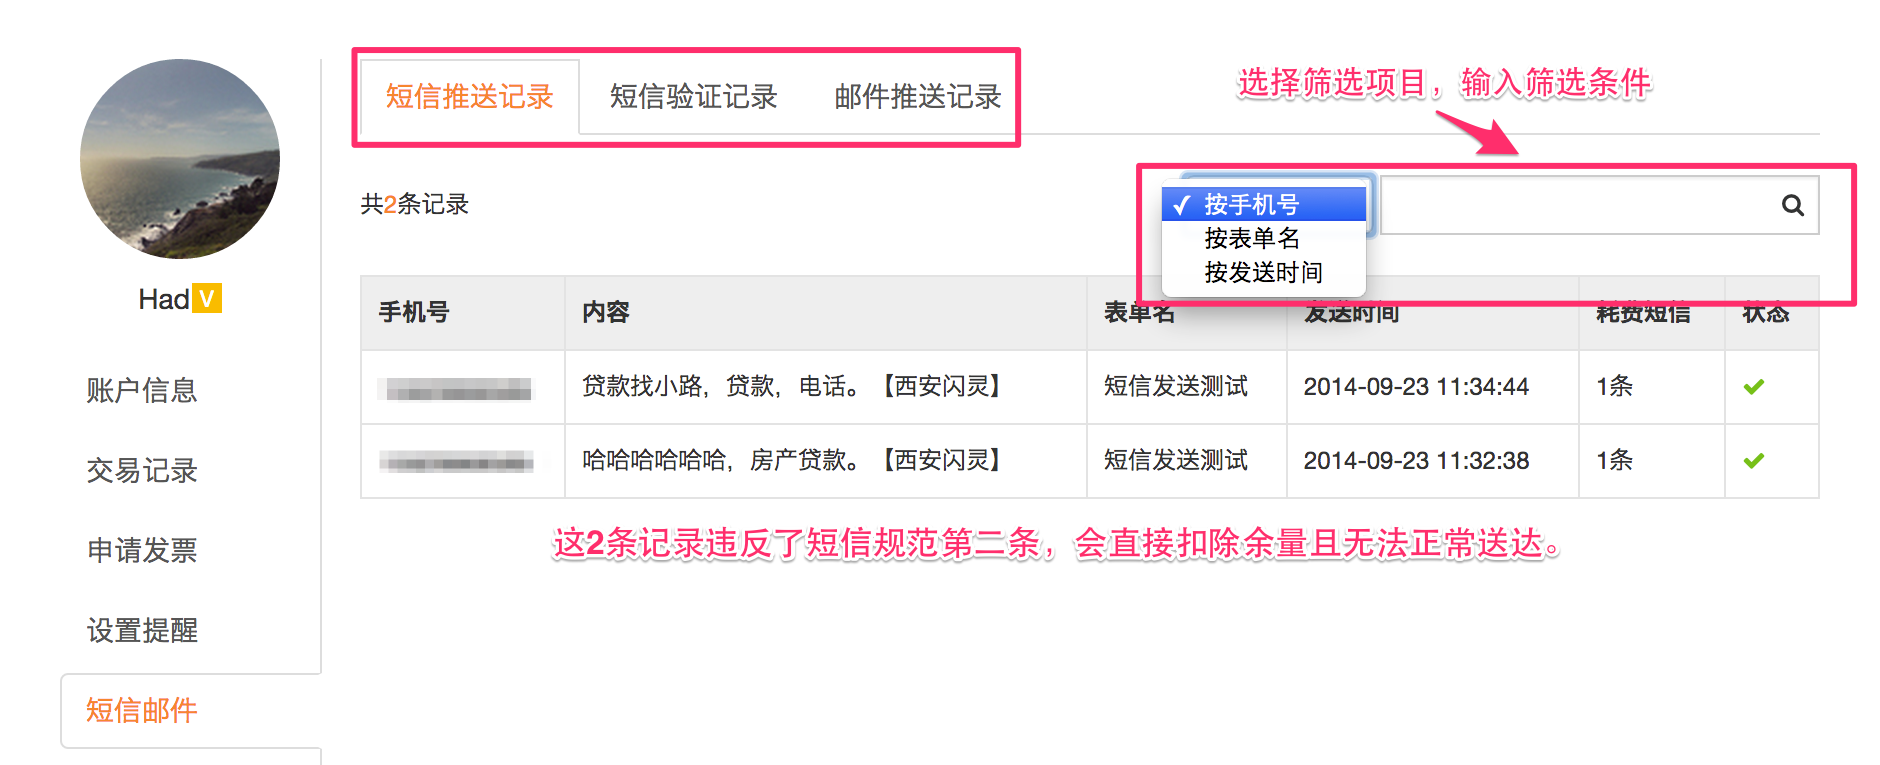 短信推送记录 短信验证记录 邮件推送记录
选择筛选项目，输入筛选条件
共2条记录
✓ 按手机号
按表单名
按发送时间
Had V
账户信息
交易记录
申请发票
设置提醒
短信邮件
手机号 内容 表单名 发送时间 耗费短信 状态
贷款找小路，贷款，电话。【西安闪灵】 短信发送测试 2014-09-23 11:34:44 1条
哈哈哈哈哈哈，房产贷款。【西安闪灵】 短信发送测试 2014-09-23 11:32:38 1条
这2条记录违反了短信规范第二条，会直接扣除余量且无法正常送达。